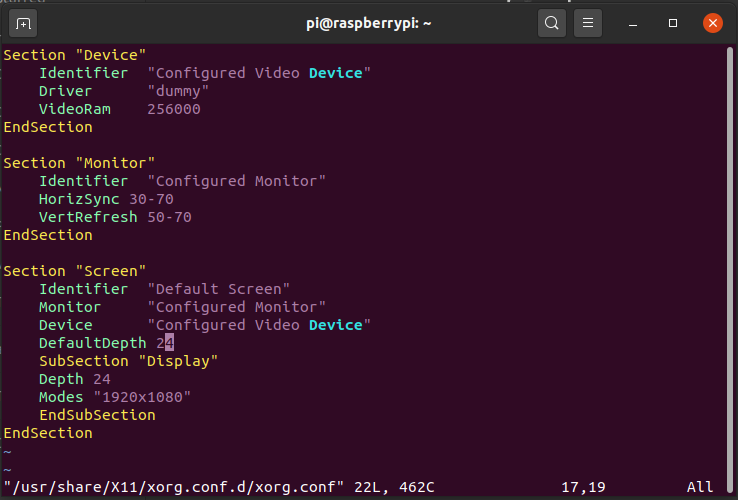 pi@raspberrypi: ~
Section "Device"
    Identifier  "Configured Video Device"
    Driver      "dummy"
    VideoRam    256000
EndSection

Section "Monitor"
    Identifier  "Configured Monitor"
    HorizSync 30-70
    VertRefresh 50-70
EndSection

Section "Screen"
    Identifier  "Default Screen"
    Monitor     "Configured Monitor"
    Device      "Configured Video Device"
    DefaultDepth 24
    SubSection "Display"
    Depth 24
    Modes "1920x1080"
    EndSubSection
EndSection
~
~
"/usr/share/X11/xorg.conf.d/xorg.conf" 22L, 462C              17,19         All